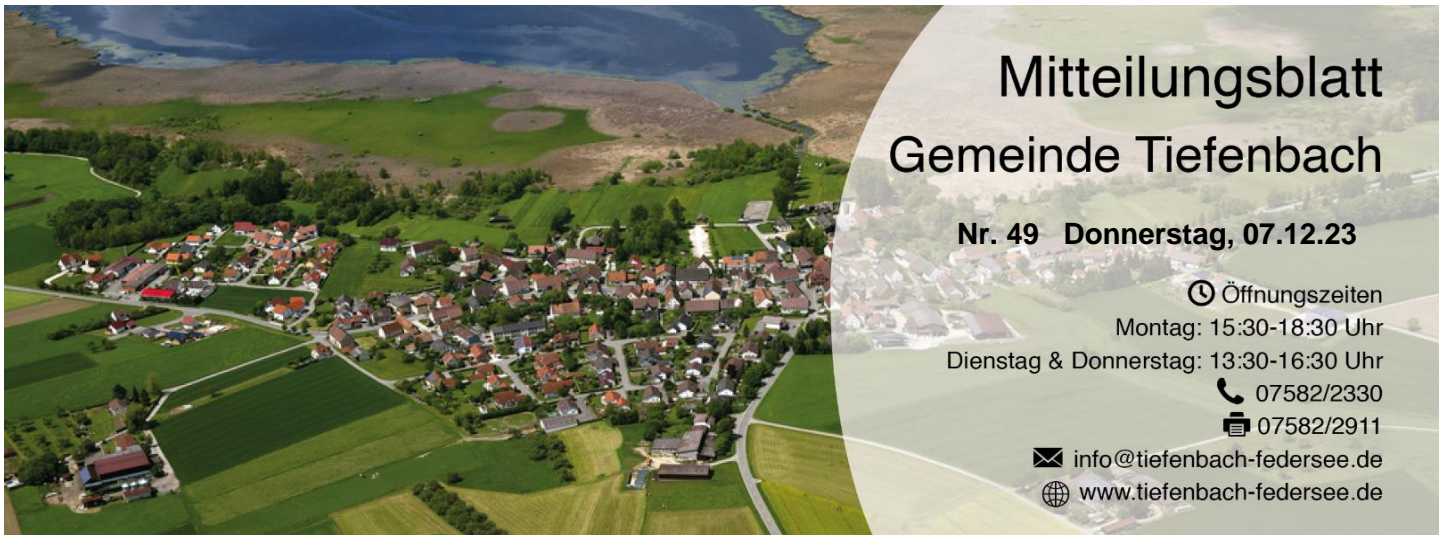 Mitteilungsblatt
Gemeinde Tiefenbach
Nr. 49 Donnerstag, 07.12.23
Öffnungszeiten
Montag: 15:30-18:30 Uhr
Dienstag & Donnerstag: 13:30-16:30 Uhr
07582/2330
07582/2911
info@tiefenbach-federsee.de
www.tiefenbach-federsee.de